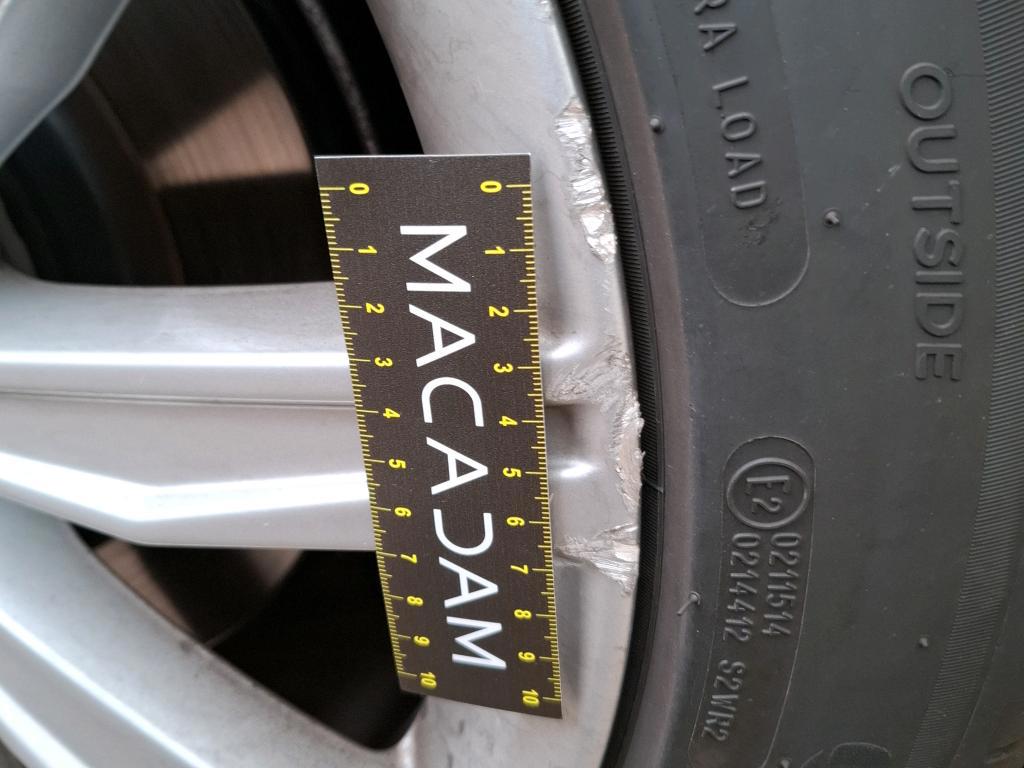 0 1 2 3 4 5 6 7 8 9 10
MACADAM
0 1 2 3 4 5 6 7 8 9 10
RA LOAD
OUTSIDE
E2
0211514
0214412 S2WR2